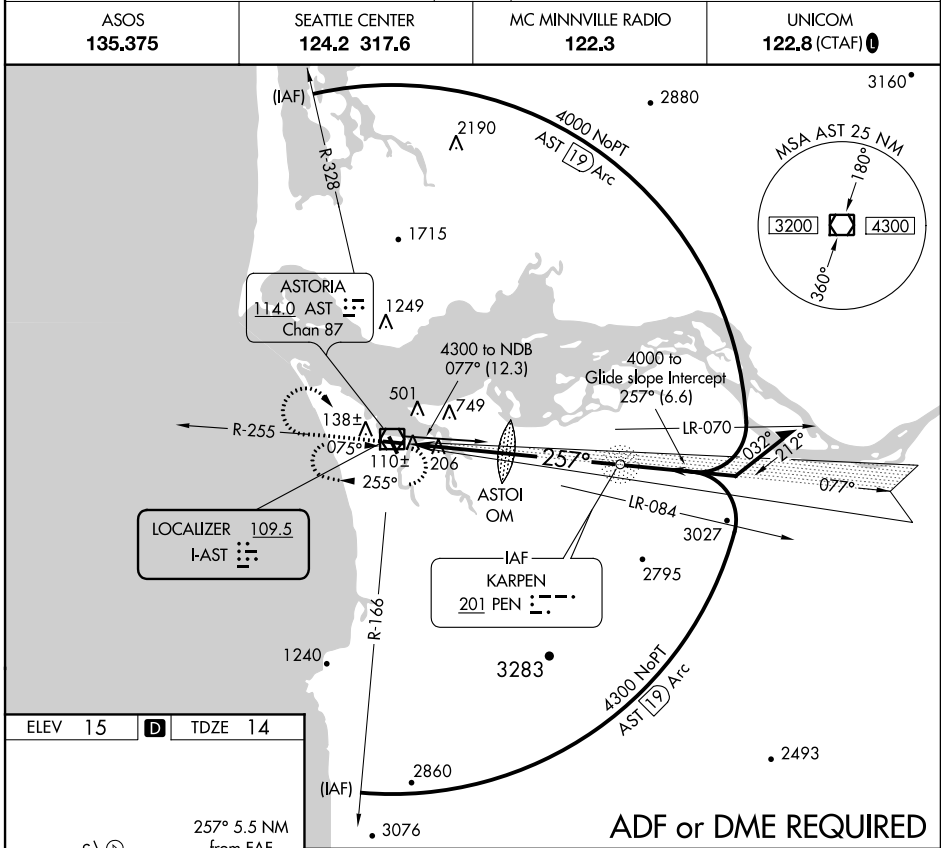 ASOS
135.375
SEATTLE CENTER
124.2 317.6
MC MINNVILLE RADIO
122.3
UNICOM
122.8 (CTAF) L
(IAF)
R-328
2190
4000 NoPT
AST 19 Arc
2880
3160
MSA AST 25 NM
180°
3200
4300
360°
1715
ASTORIA
114.0 AST
Chan 87
1249
4300 to NDB
077° (12.3)
4000 to
Glide slope Intercept
257° (6.6)
501
749
LR-070
R-255
138±
075°
110±
206
255°
257°
032°
212°
077°
ASTOI
OM
LR-084
3027
LOCALIZER 109.5
I-AST
IAF
KARPEN
201 PEN
2795
R-166
1240
3283
4300 NoPT
AST 19 Arc
ELEV 15 D TDZE 14
2493
2860
(IAF)
257° 5.5 NM
from FAF
3076
ADF or DME REQUIRED